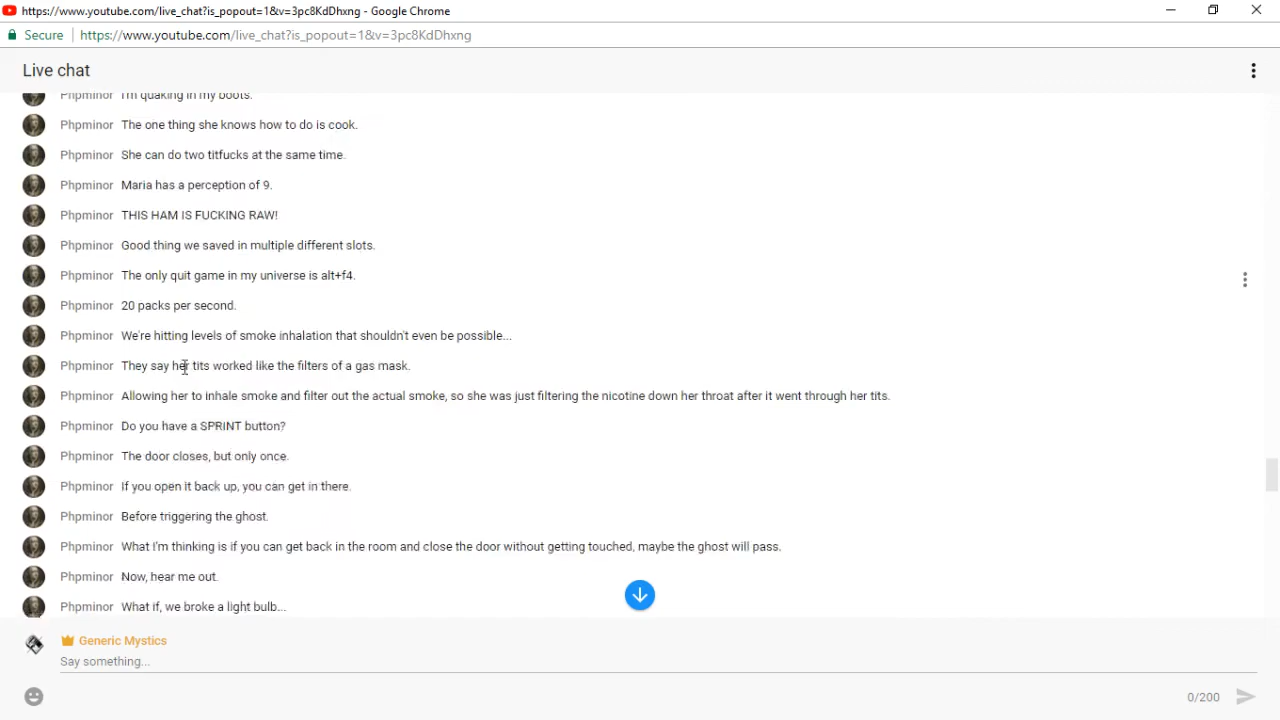 https://www.youtube.com/live_chat?is_popout=1&v=3pc8KdDhxng - Google Chrome
Secure | https://www.youtube.com/live_chat?is_popout=1&v=3pc8KdDhxng
Live chat
Phpminor I'm quaking in my boots.
Phpminor The one thing she knows how to do is cook.
Phpminor She can do two titfucks at the same time.
Phpminor Maria has a perception of 9.
Phpminor THIS HAM IS FUCKING RAW!
Phpminor Good thing we saved in multiple different slots.
Phpminor The only quit game in my universe is alt+f4.
Phpminor 20 packs per second.
Phpminor We're hitting levels of smoke inhalation that shouldn't even be possible...
Phpminor They say her tits worked like the filters of a gas mask.
Phpminor Allowing her to inhale smoke and filter out the actual smoke, so she was just filtering the nicotine down her throat after it went through her tits.
Phpminor Do you have a SPRINT button?
Phpminor The door closes, but only once.
Phpminor If you open it back up, you can get in there.
Phpminor Before triggering the ghost.
Phpminor What I'm thinking is if you can get back in the room and close the door without getting touched, maybe the ghost will pass.
Phpminor Now, hear me out.
Phpminor What if, we broke a light bulb...
Generic Mystics
Say something...
0/200